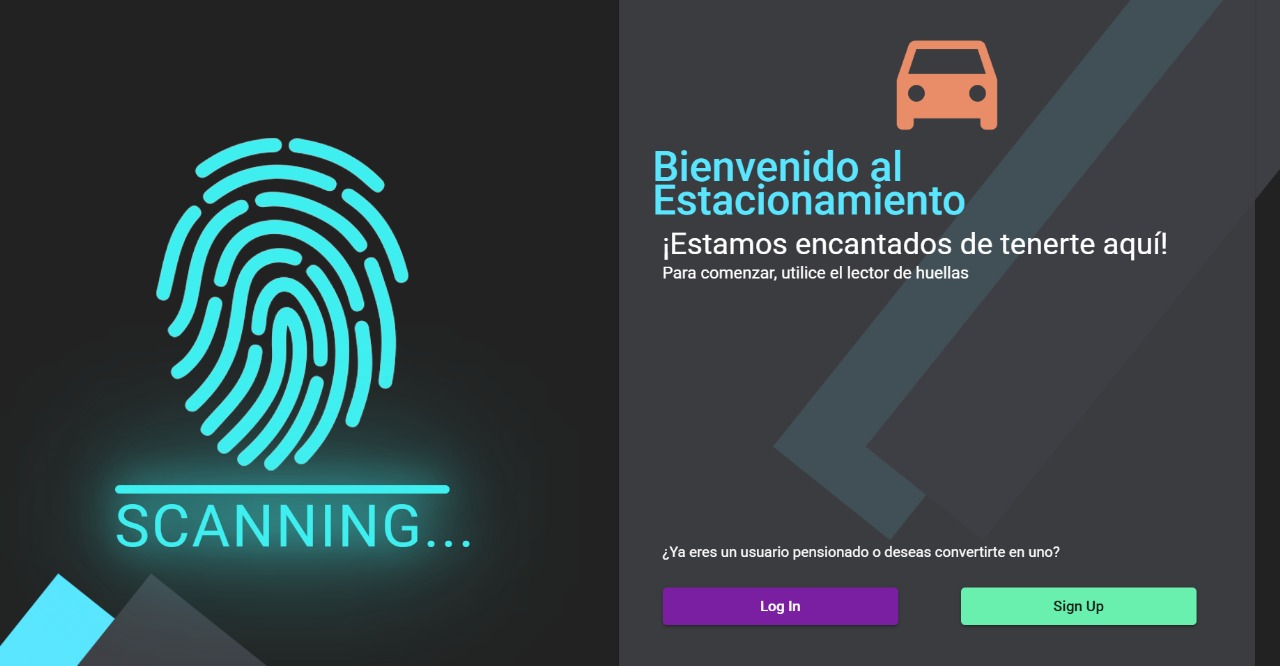 SCANNING...
Bienvenido al
Estacionamiento
¡Estamos encantados de tenerte aquí!
Para comenzar, utilice el lector de huellas
¿Ya eres un usuario pensionado o deseas convertirte en uno?
Log In
Sign Up